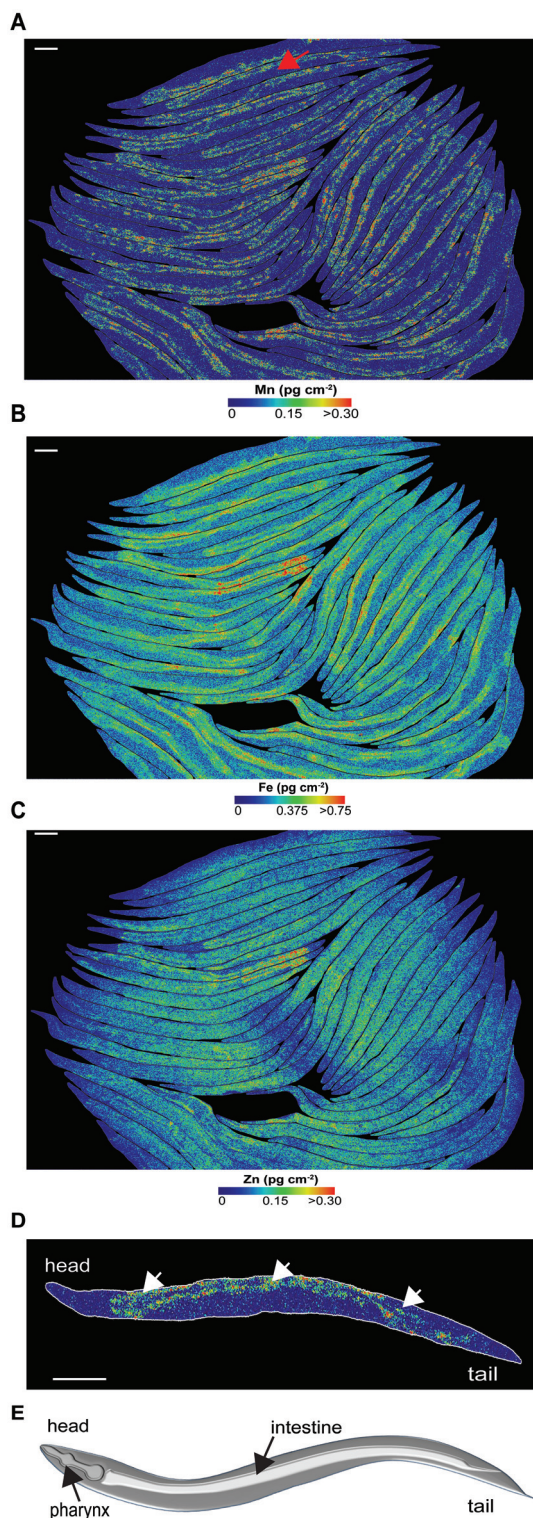 A
Mn (pg cm⁻²)
0 0.15 >0.30
B
Fe (pg cm⁻²)
0 0.375 >0.75
C
Zn (pg cm⁻²)
0 0.15 >0.30
D
head
tail
E
head
intestine
pharynx
tail